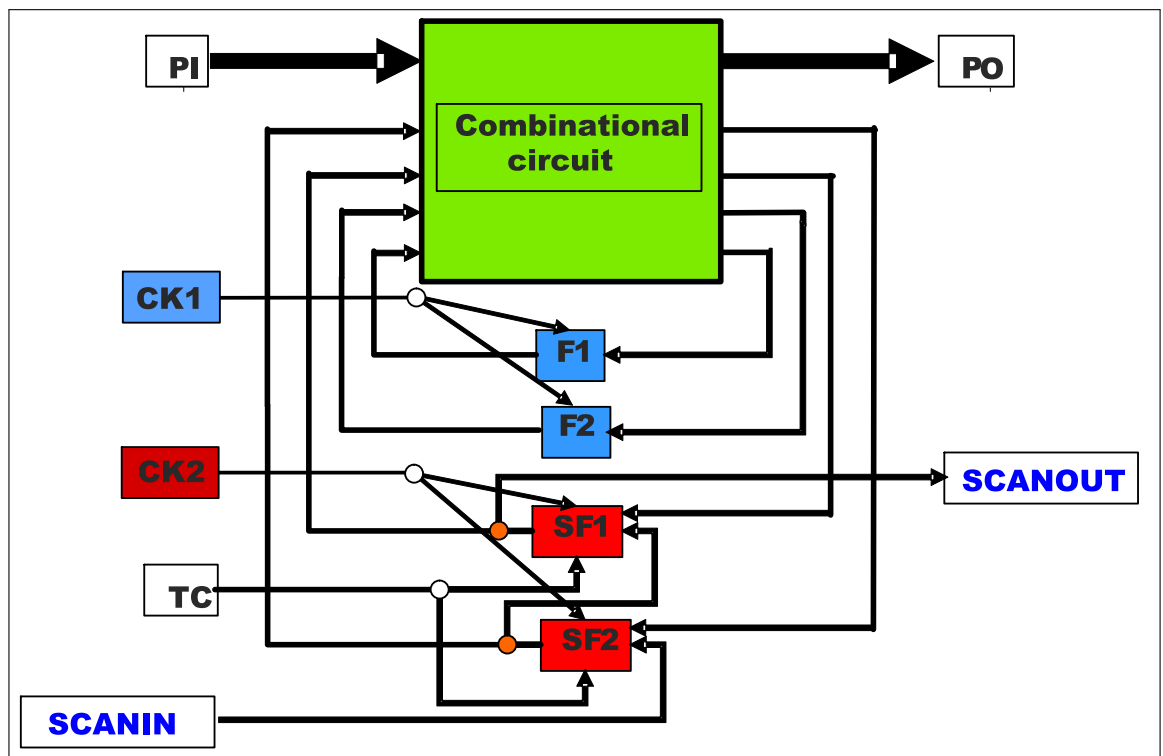 PI
PO
Combinational
circuit
CK1
F1
F2
CK2
SCANOUT
SF1
TC
SF2
SCANIN